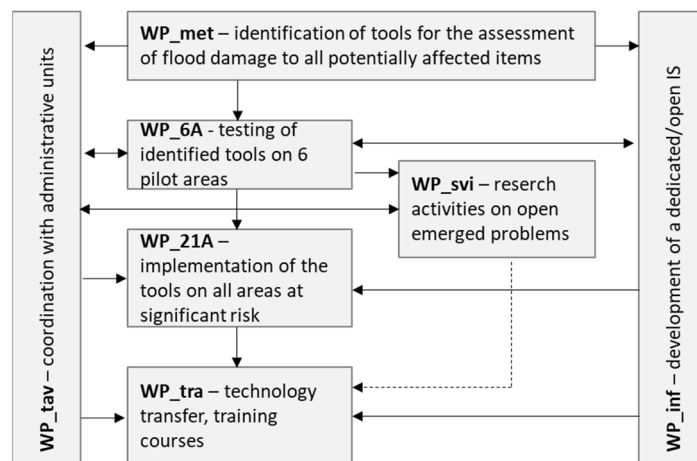 WP_met – identification of tools for the assessment
of flood damage to all potentially affected items
WP_6A - testing of
identified tools on 6
pilot areas
WP_svi – reserch
activities on open
emerged problems
WP_21A –
implementation of the
tools on all areas at
significant risk
WP_tra – technology
transfer, training
courses
WP_tav – coordination with administrative units
WP_inf – development of a dedicated/open IS